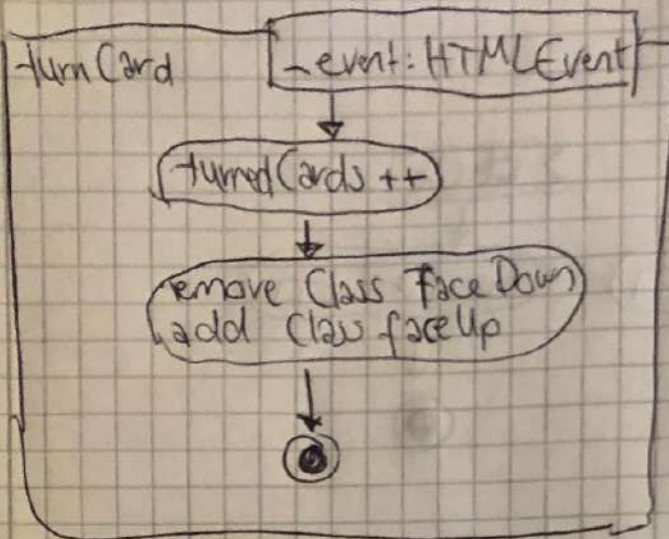 turnCard
_event: HTMLEvent
turnedCards ++
remove Class FaceDown
add Class faceUp